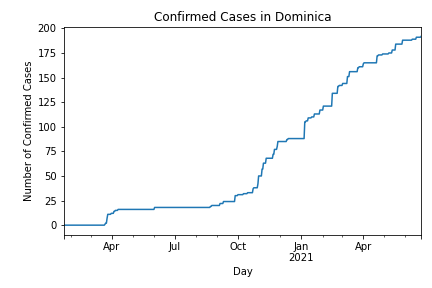 Confirmed Cases in Dominica
Number of Confirmed Cases
200
175
150
125
100
75
50
25
0
Apr
Jul
Oct
Jan
2021
Apr
Day